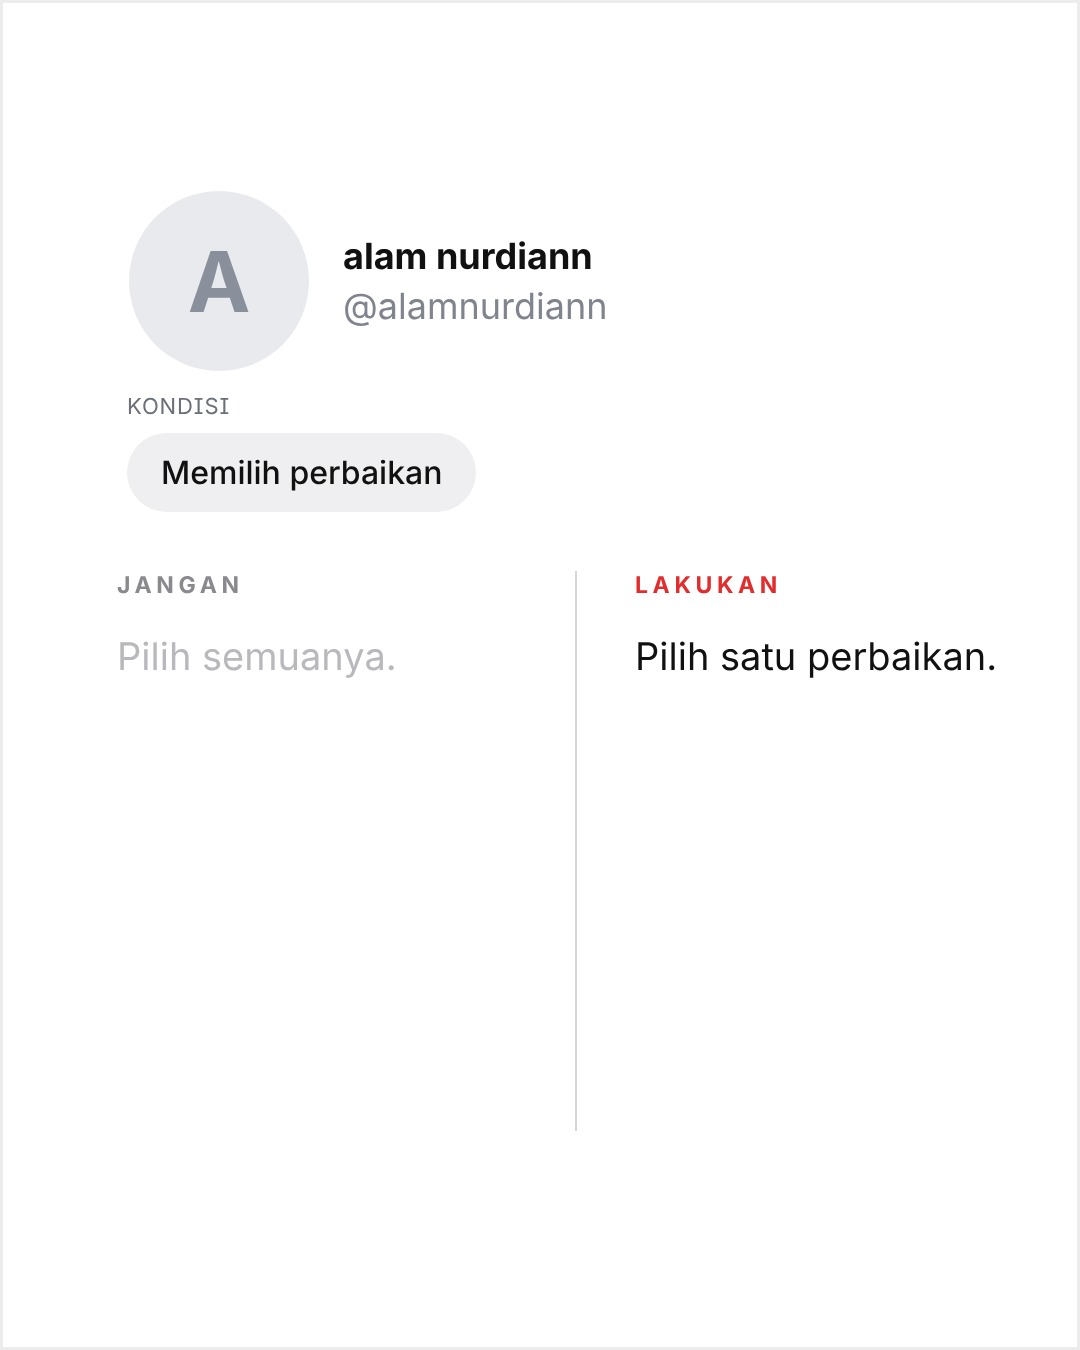 A
alam nurdiann
@alamnurdiann
KONDISI
Memilih perbaikan
JANGAN
Pilih semuanya.
LAKUKAN
Pilih satu perbaikan.